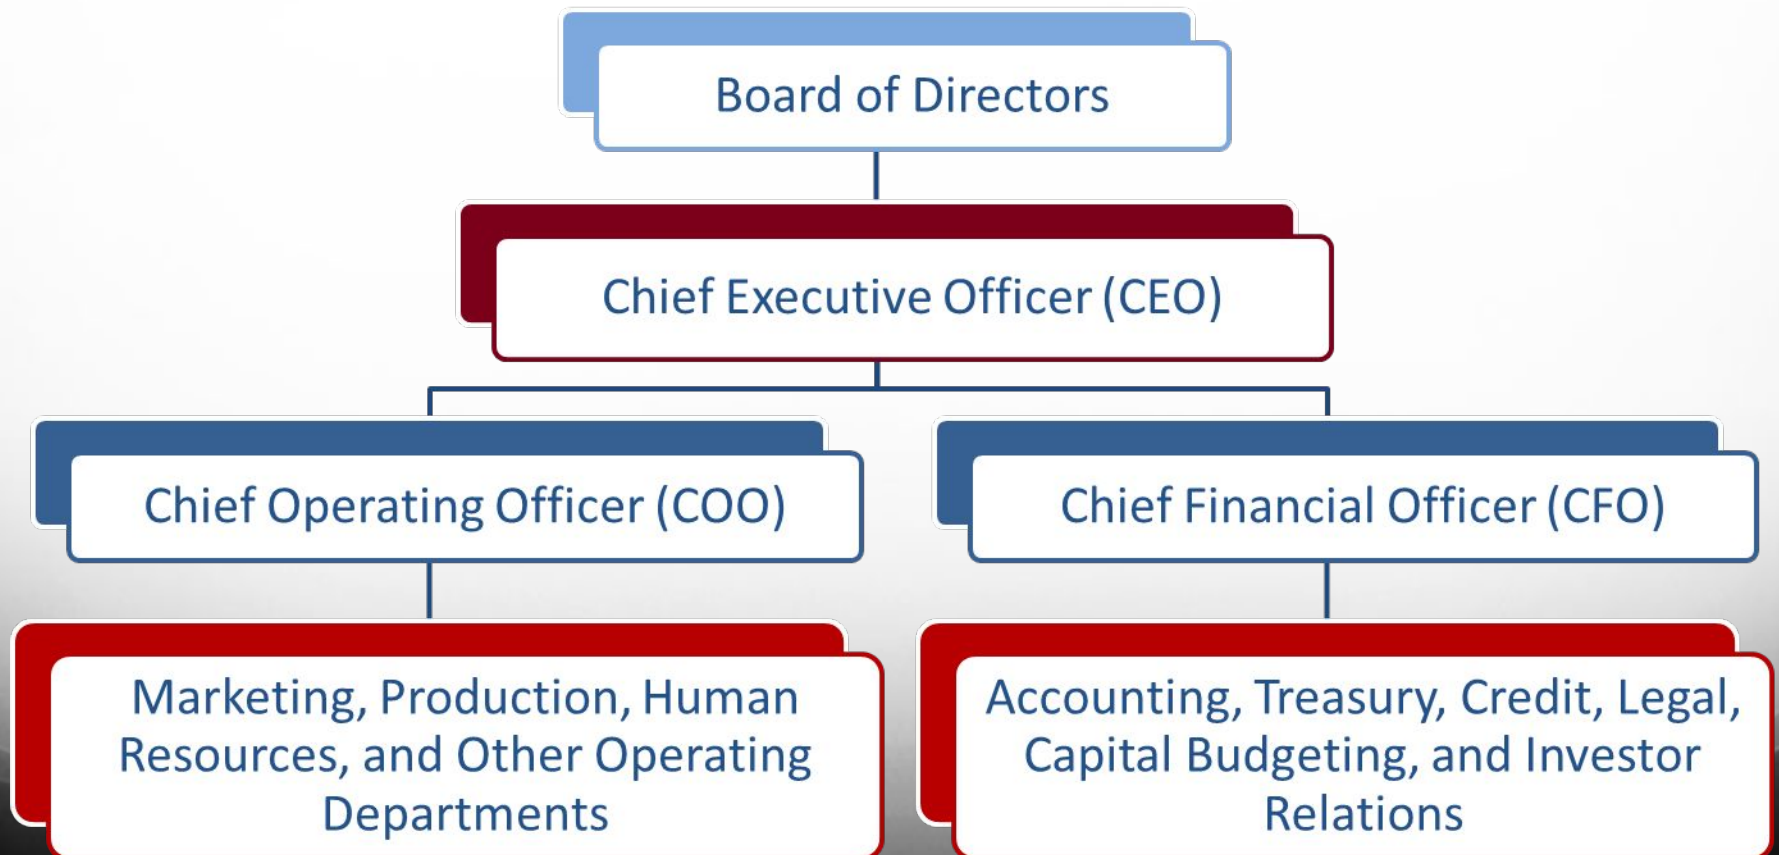 Board of Directors
Chief Executive Officer (CEO)
Chief Operating Officer (COO)
Chief Financial Officer (CFO)
Marketing, Production, Human
Resources, and Other Operating
Departments
Accounting, Treasury, Credit, Legal,
Capital Budgeting, and Investor
Relations